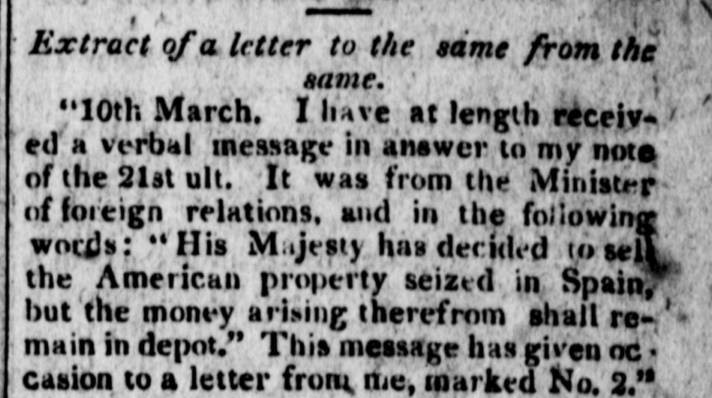 Extract of a letter to the same from the
same.
"10th March. I have at length receiv-
ed a verbal message in answer to my note
of the 21st ult. It was from the Minister
of foreign relations, and in the following
words: "His Majesty has decided to sell
the American property seized in Spain,
but the money arising therefrom shall re-
main in depot." This message has given oc-
casion to a letter from me, marked No. 2."